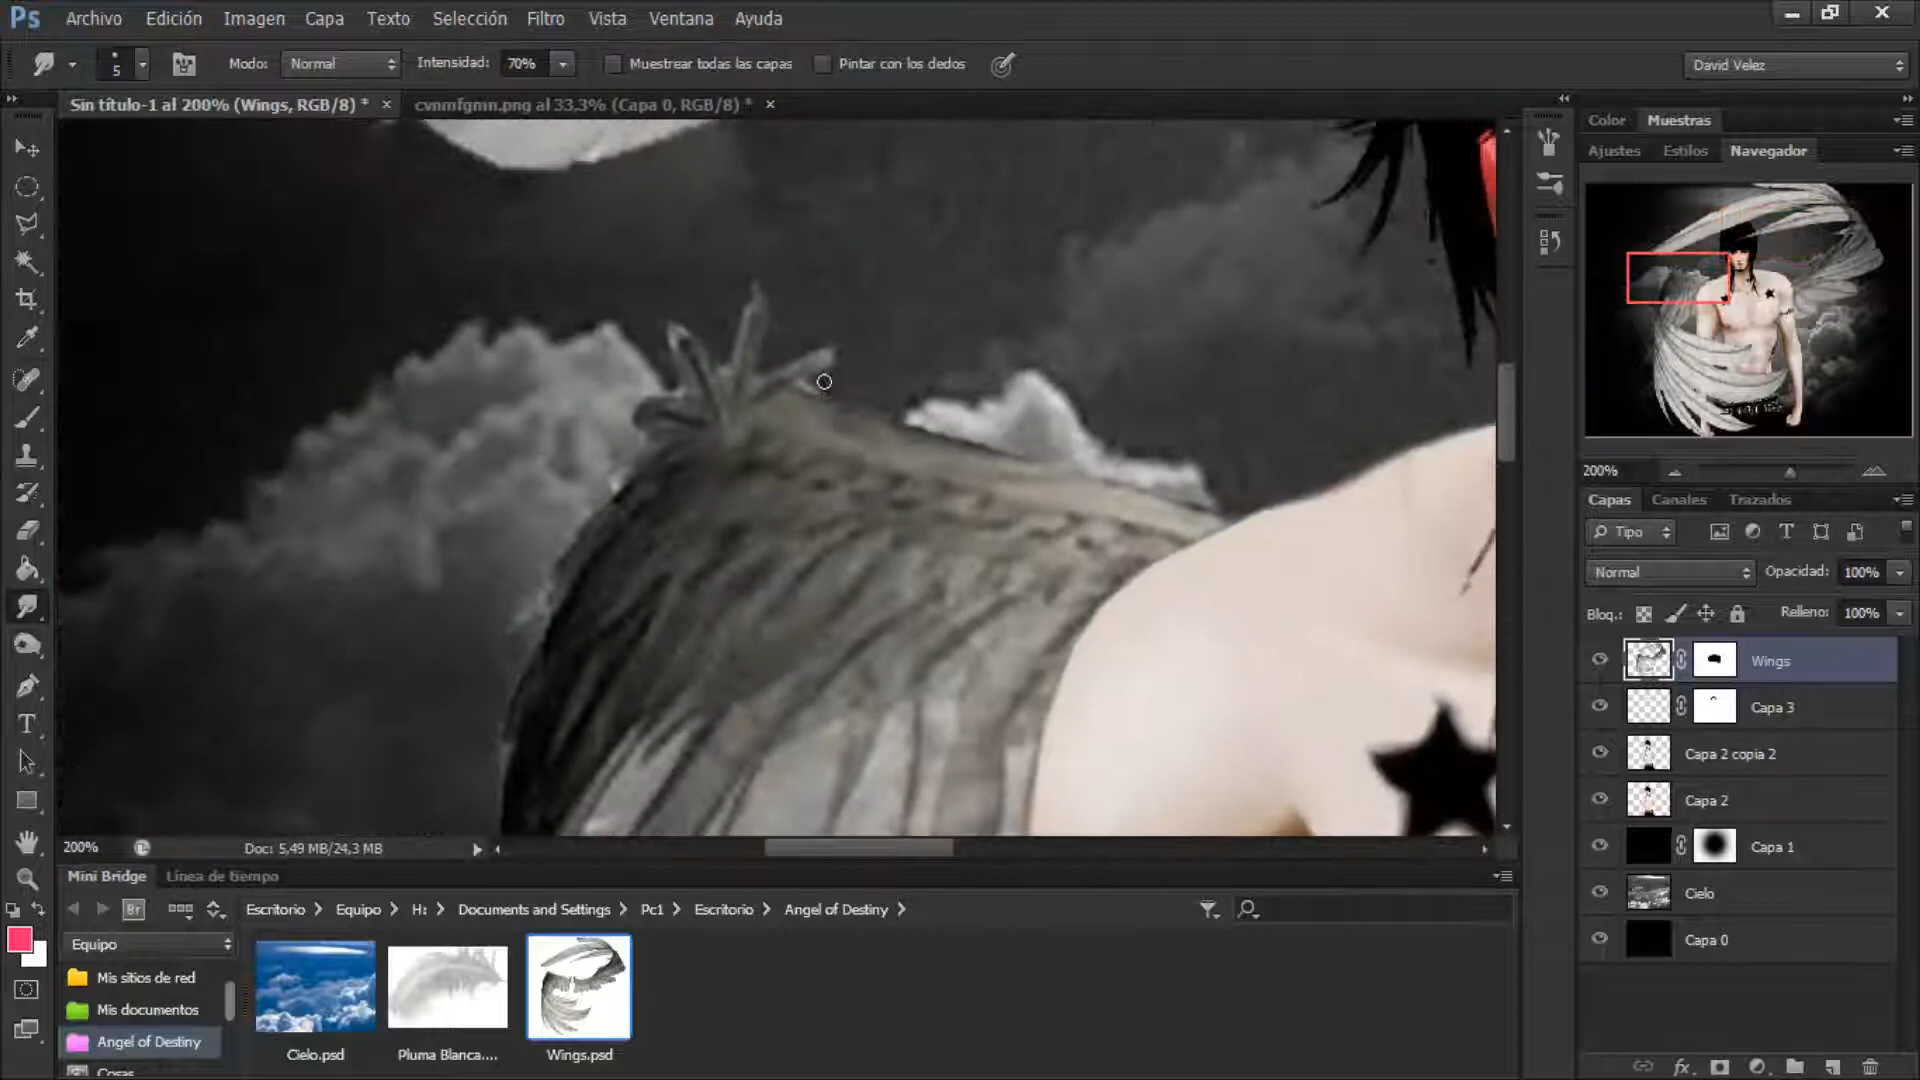 Ps Archivo Edición Imagen Capa Texto Selección Filtro Vista Ventana Ayuda
5 Modo: Normal Intensidad: 70% Muestrear todas las capas Pintar con los dedos David Velez
Sin título-1 al 200% (Wings, RGB/8) * cvnmfgmn.png al 33,3% (Capa 0, RGB/8) *
Color Muestras
Ajustes Estilos Navegador
200%
Capas Canales Trazados
Tipo
Normal Opacidad: 100%
Bloq.: Relleno: 100%
Wings
Capa 3
Capa 2 copia 2
Capa 2
Capa 1
Cielo
Capa 0
200% Doc: 5,49 MB/24,3 MB
Mini Bridge Línea de tiempo
Br Escritorio Equipo H: Documents and Settings Pc1 Escritorio Angel of Destiny
Equipo
Mis sitios de red
Mis documentos
Angel of Destiny
Cosas
Cielo.psd Pluma Blanca.... Wings.psd
fx